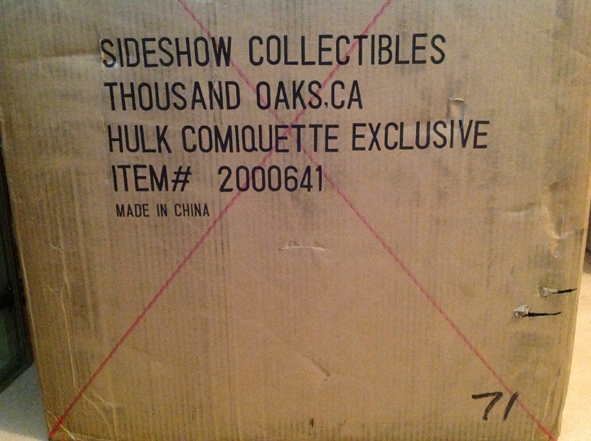 SIDESHOW COLLECTIBLES
THOUSAND OAKS,CA
HULK COMIQUETTE EXCLUSIVE
ITEM# 2000641
MADE IN CHINA
71